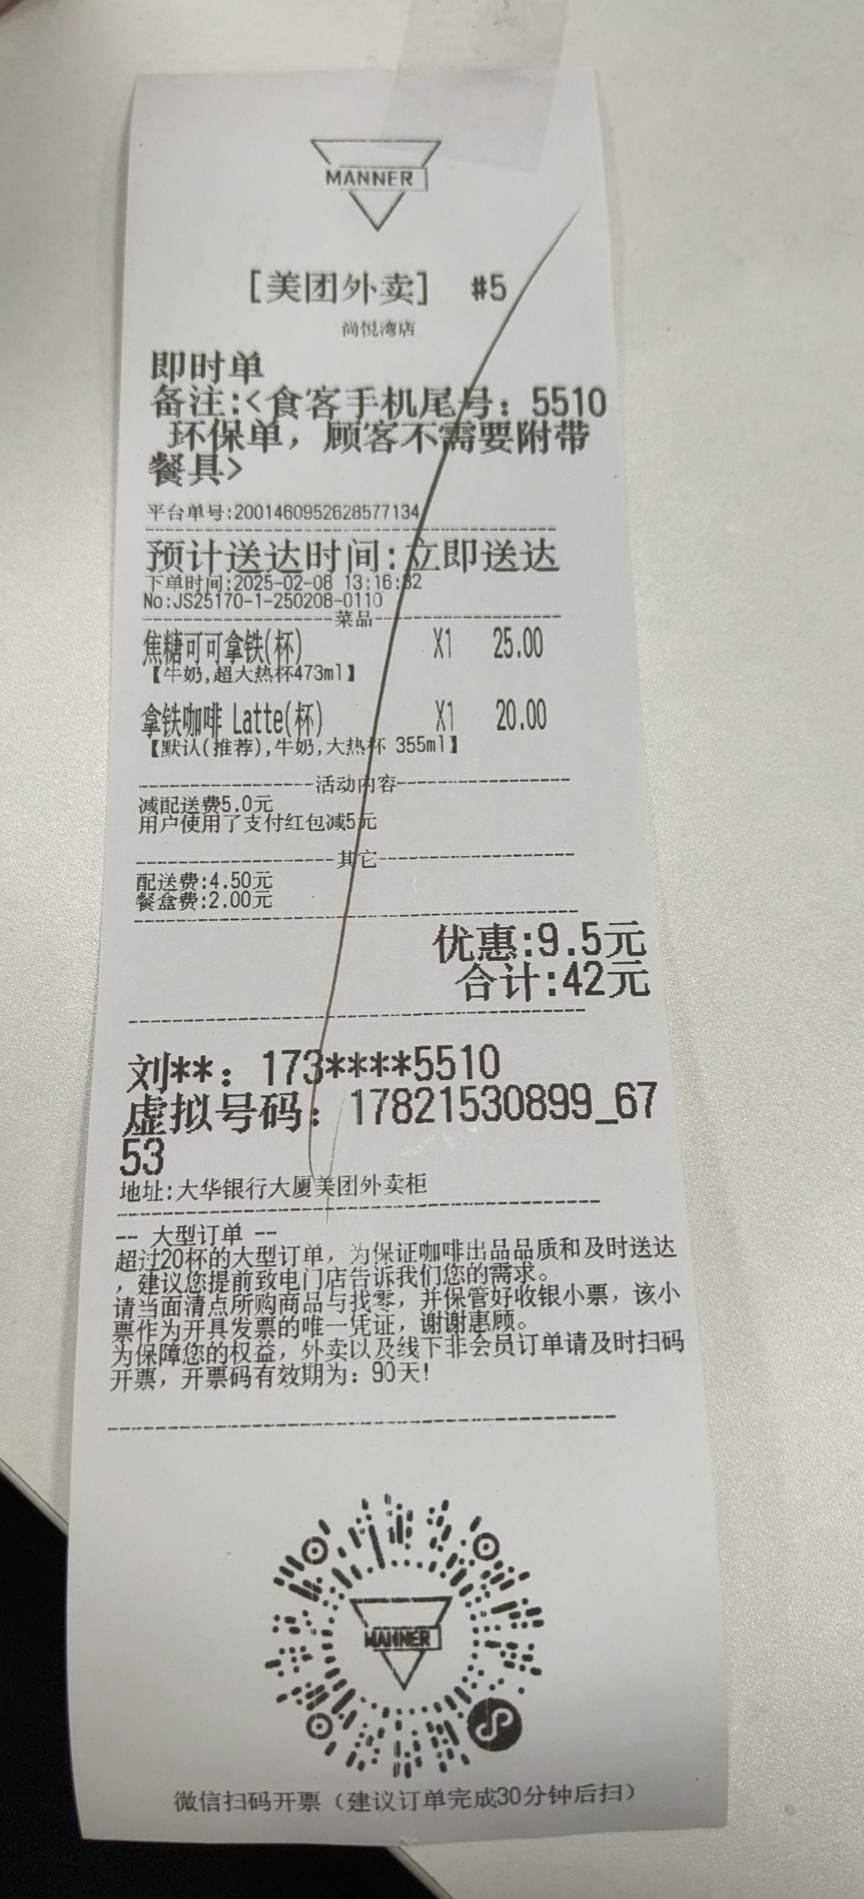 MANNER
[美团外卖] #5
尚悦湾店
即时单
备注:<食客手机尾号：5510
环保单，顾客不需要附带
餐具>
平台单号:2001460952628577134
预计送达时间:立即送达
下单时间:2025-02-08 13:16:32
No:JS25170-1-250208-0110
菜品
焦糖可可拿铁(杯) X1 25.00
【牛奶,超大热杯473ml】
拿铁咖啡 Latte(杯) X1 20.00
【默认(推荐),牛奶,大热杯 355ml】
活动内容
减配送费5.0元
用户使用了支付红包减5元
其它
配送费:4.50元
餐盒费:2.00元
优惠:9.5元
合计:42元
刘**：173****5510
虚拟号码：17821530899_67
53
地址:大华银行大厦美团外卖柜
-- 大型订单 --
超过20杯的大型订单，为保证咖啡出品品质和及时送达
，建议您提前致电门店告诉我们您的需求。
请当面清点所购商品与找零，并保管好收银小票，该小
票作为开具发票的唯一凭证，谢谢惠顾。
为保障您的权益，外卖以及线下非会员订单请及时扫码
开票，开票码有效期为：90天!
MANNER
微信扫码开票（建议订单完成30分钟后扫）